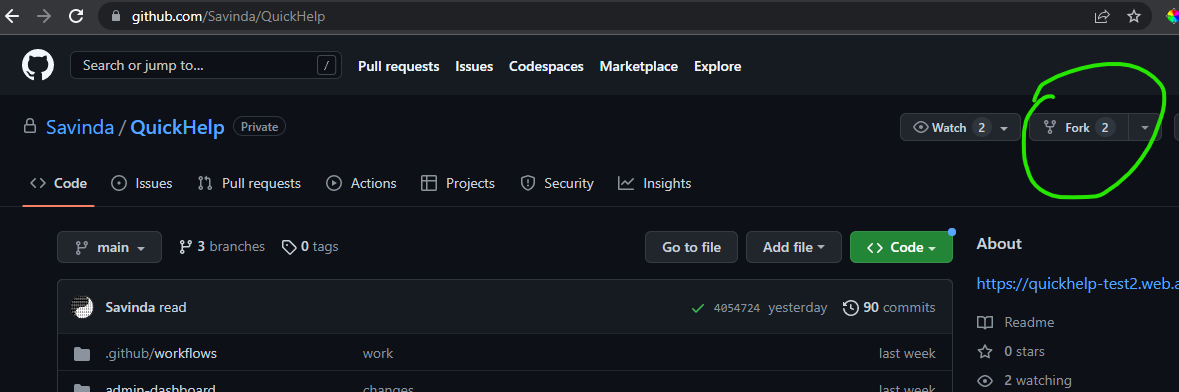 github.com/Savinda/QuickHelp
Search or jump to... /
Pull requests Issues Codespaces Marketplace Explore
Savinda / QuickHelp Private
Watch 2 Fork 2
Code Issues Pull requests Actions Projects Security Insights
main 3 branches 0 tags Go to file Add file Code
About
https://quickhelp-test2.web.a
Savinda read 4054724 yesterday 90 commits
Readme
.github/workflows work last week
0 stars
2 watching
admin-dashboard changes last week